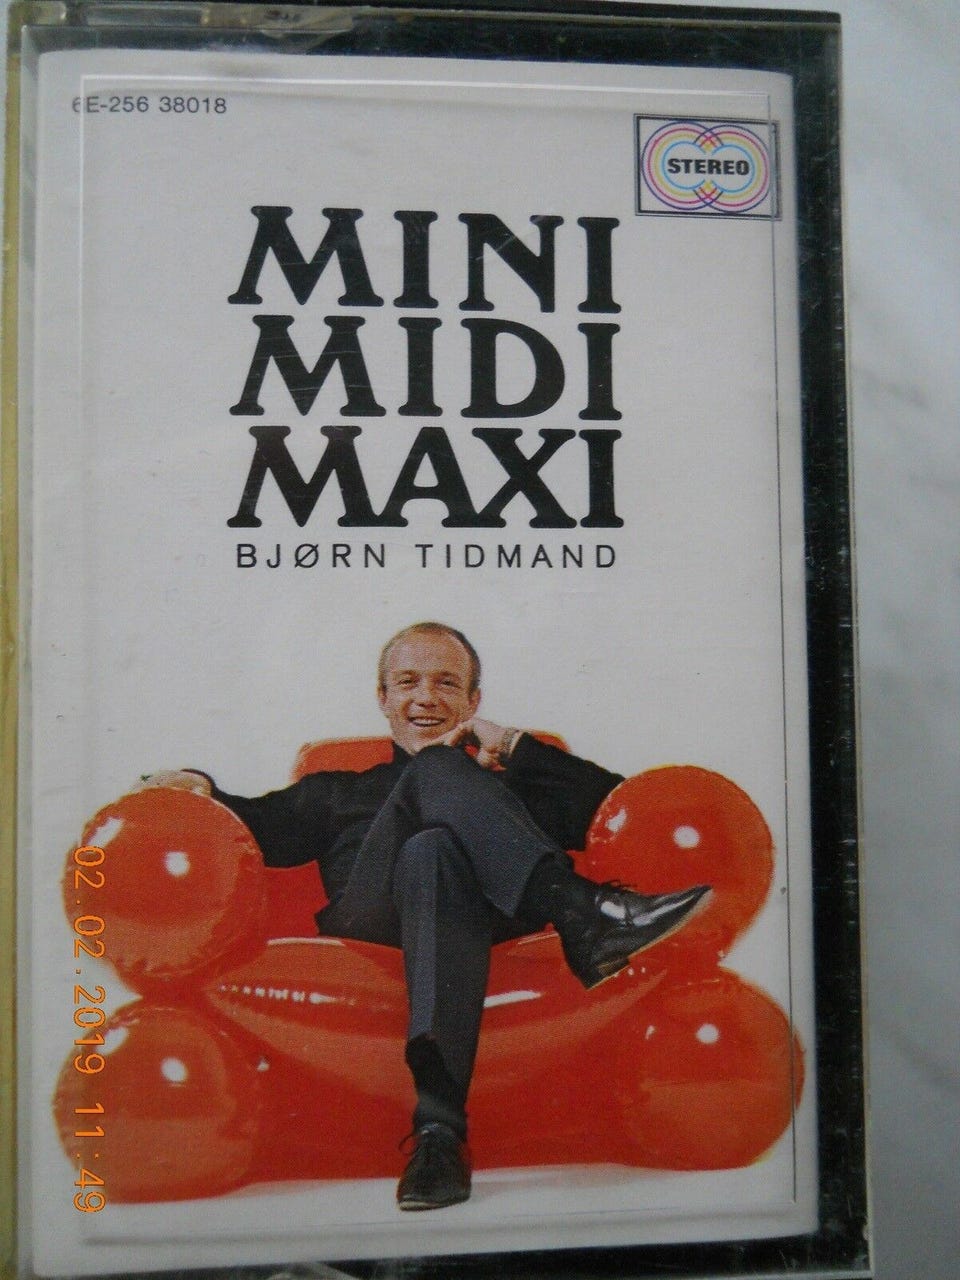 6E-256 38018
STEREO
MINI
MIDI
MAXI
BJØRN TIDMAND
02.02.2019 11:49